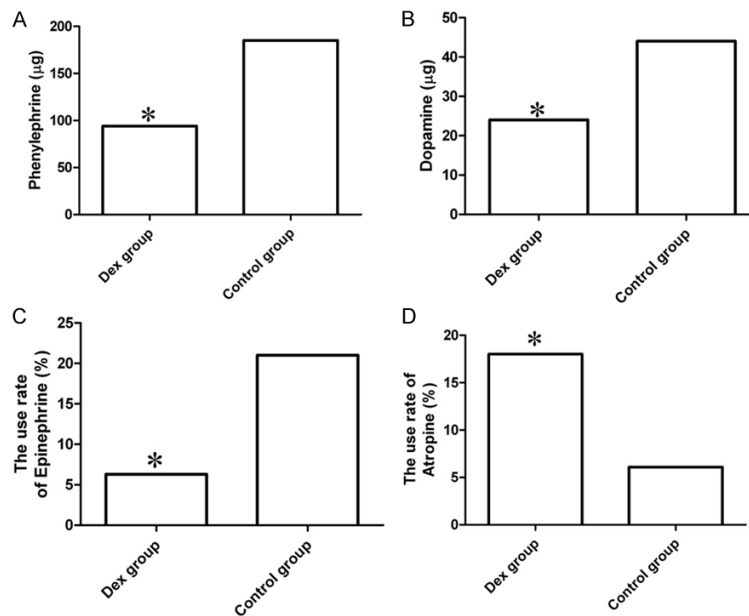 A
Phenylephrine (μg)
200
150
100
50
0
*
Dex group
Control group
B
Dopamine (μg)
50
40
30
20
10
0
*
Dex group
Control group
C
The use rate
of Epinephrine (%)
25
20
15
10
5
0
*
Dex group
Control group
D
The use rate of
Atropine (%)
20
15
10
5
0
*
Dex group
Control group